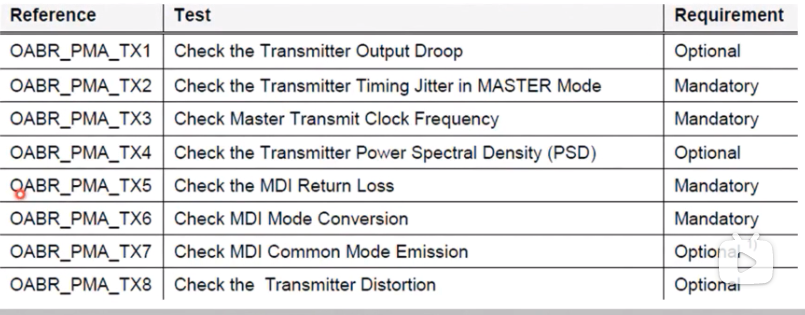 Reference Test Requirement
OABR_PMA_TX1 Check the Transmitter Output Droop Optional
OABR_PMA_TX2 Check the Transmitter Timing Jitter in MASTER Mode Mandatory
OABR_PMA_TX3 Check Master Transmit Clock Frequency Mandatory
OABR_PMA_TX4 Check the Transmitter Power Spectral Density (PSD) Optional
OABR_PMA_TX5 Check the MDI Return Loss Mandatory
OABR_PMA_TX6 Check MDI Mode Conversion Mandatory
OABR_PMA_TX7 Check MDI Common Mode Emission Optional
OABR_PMA_TX8 Check the Transmitter Distortion Optional